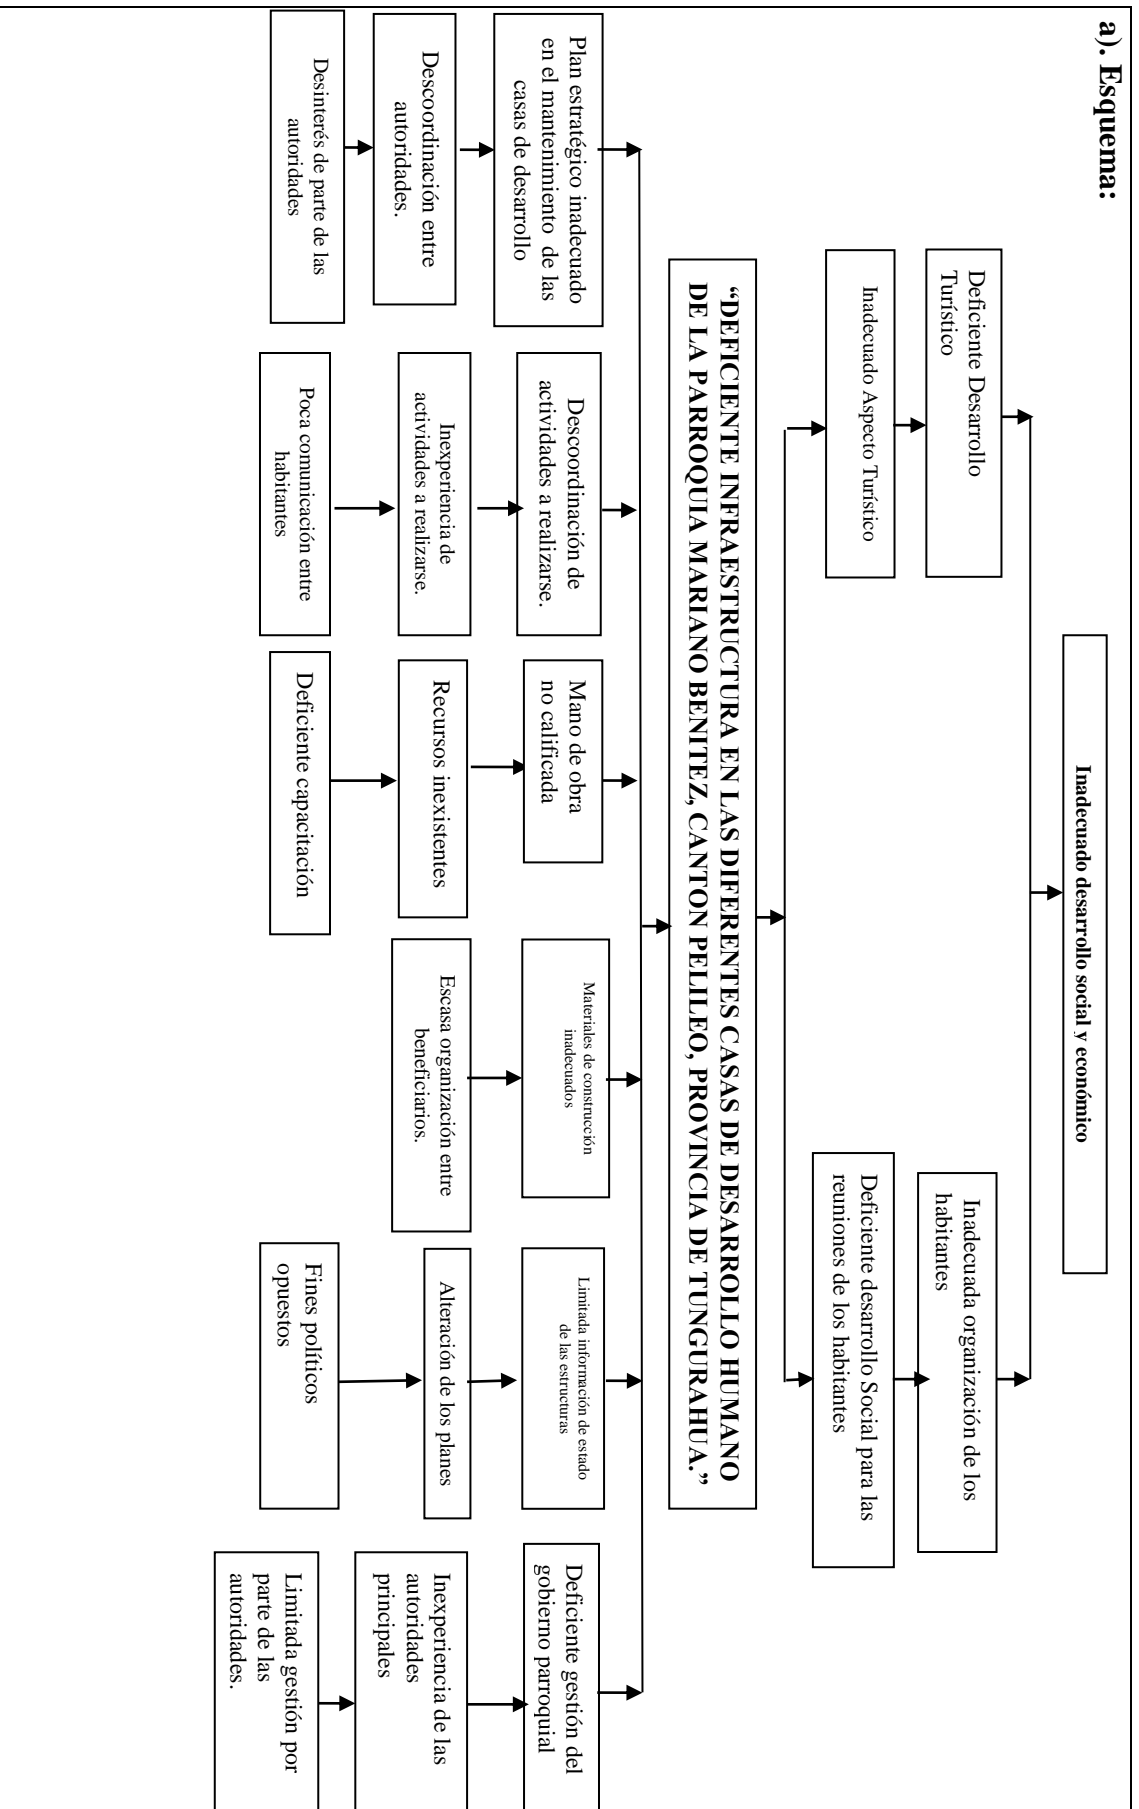 a). Esquema:
Inadecuado desarrollo social y económico
Deficiente Desarrollo
Turístico
Inadecuada organización de los
habitantes
Inadecuado Aspecto Turístico
Deficiente desarrollo Social para las
reuniones de los habitantes
“DEFICIENTE INFRAESTRUCTURA EN LAS DIFERENTES CASAS DE DESARROLLO HUMANO
DE LA PARROQUIA MARIANO BENITEZ, CANTON PELILEO, PROVINCIA DE TUNGURAHUA.”
Plan estratégico inadecuado
en el mantenimiento de las
casas de desarrollo
Descoordinación de
actividades a realizarse.
Mano de obra
no calificada
Materiales de construcción
inadecuados
Limitada información de estado
de las estructuras
Deficiente gestión del
gobierno parroquial
Descoordinación entre
autoridades.
Inexperiencia de
actividades a realizarse.
Recursos inexistentes
Escasa organización entre
beneficiarios.
Alteración de los planes
Inexperiencia de las
autoridades
principales
Desinterés de parte de las
autoridades
Poca comunicación entre
habitantes
Deficiente capacitación
Fines políticos
opuestos
Limitada gestión por
parte de las
autoridades.